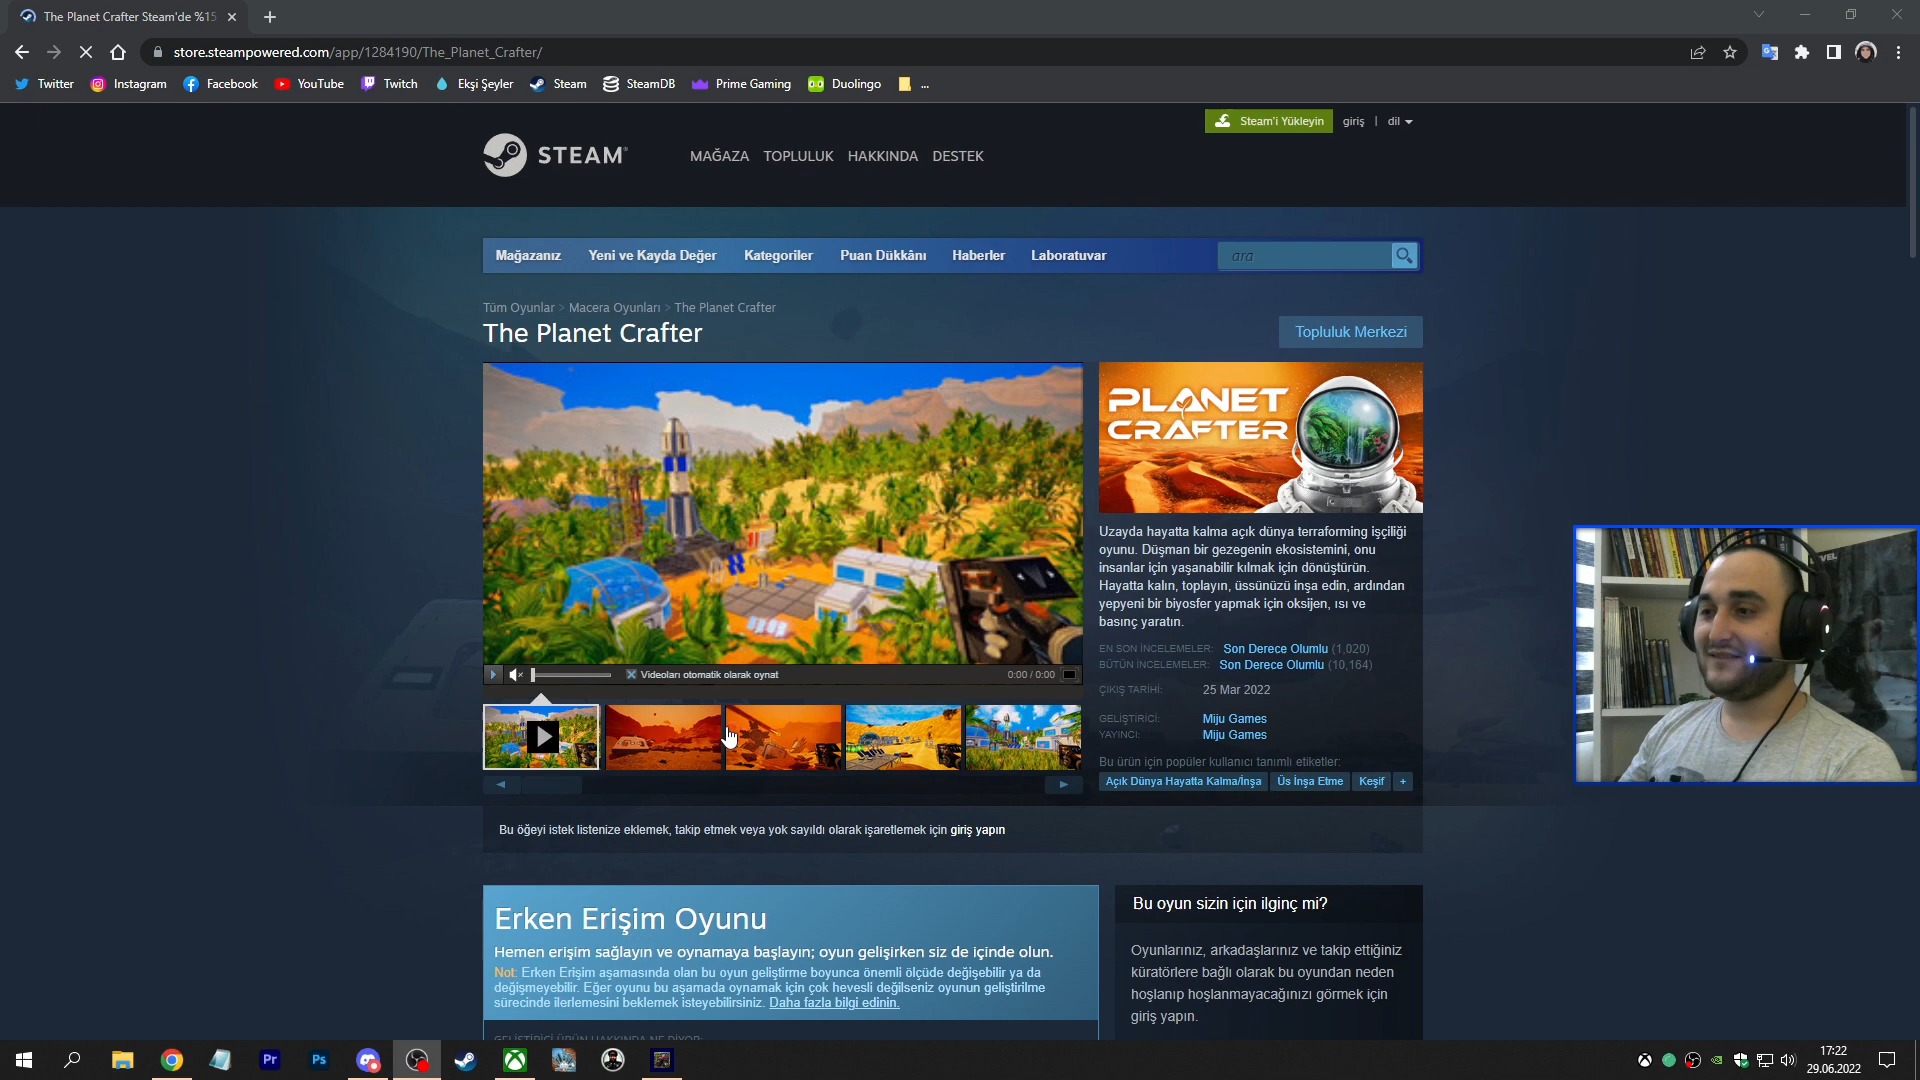 The Planet Crafter Steam'de %15
store.steampowered.com/app/1284190/The_Planet_Crafter/
Twitter
Instagram
Facebook
YouTube
Twitch
Ekşi Şeyler
Steam
SteamDB
Prime Gaming
Duolingo
...
Steam'i Yükleyin
giriş | dil
STEAM
MAĞAZA
TOPLULUK
HAKKINDA
DESTEK
Mağazanız
Yeni ve Kayda Değer
Kategoriler
Puan Dükkânı
Haberler
Laboratuvar
ara
Tüm Oyunlar > Macera Oyunları > The Planet Crafter
The Planet Crafter
Topluluk Merkezi
PLANET
CRAFTER
Uzayda hayatta kalma açık dünya terraforming işçiliği
oyunu. Düşman bir gezegenin ekosistemini, onu
insanlar için yaşanabilir kılmak için dönüştürün.
Hayatta kalın, toplayın, üssünüzü inşa edin, ardından
yepyeni bir biyosfer yapmak için oksijen, ısı ve
basınç yaratın.
EN SON İNCELEMELER: Son Derece Olumlu (1,020)
BÜTÜN İNCELEMELER: Son Derece Olumlu (10,164)
ÇIKIŞ TARİHİ: 25 Mar 2022
GELİŞTİRİCİ: Miju Games
YAYINCI: Miju Games
Bu ürün için popüler kullanıcı tanımlı etiketler:
Açık Dünya Hayatta Kalma/İnşa
Üs İnşa Etme
Keşif
+
Videoları otomatik olarak oynat
0:00 / 0:00
Bu öğeyi istek listenize eklemek, takip etmek veya yok sayıldı olarak işaretlemek için giriş yapın
Erken Erişim Oyunu
Hemen erişim sağlayın ve oynamaya başlayın; oyun gelişirken siz de içinde olun.
Not: Erken Erişim aşamasında olan bu oyun geliştirme boyunca önemli ölçüde değişebilir ya da
değişmeyebilir. Eğer oyunu bu aşamada oynamak için çok hevesli değilseniz oyunun geliştirilme
sürecinde ilerlemesini beklemek isteyebilirsiniz. Daha fazla bilgi edinin.
GELİŞTİRİCİ ÜRÜN HAKKINDA NE DİYOR:
Bu oyun sizin için ilginç mi?
Oyunlarınız, arkadaşlarınız ve takip ettiğiniz
küratörlere bağlı olarak bu oyundan neden
hoşlanıp hoşlanmayacağınızı görmek için
giriş yapın.
VEL
Pr
Ps
17:22
29.06.2022